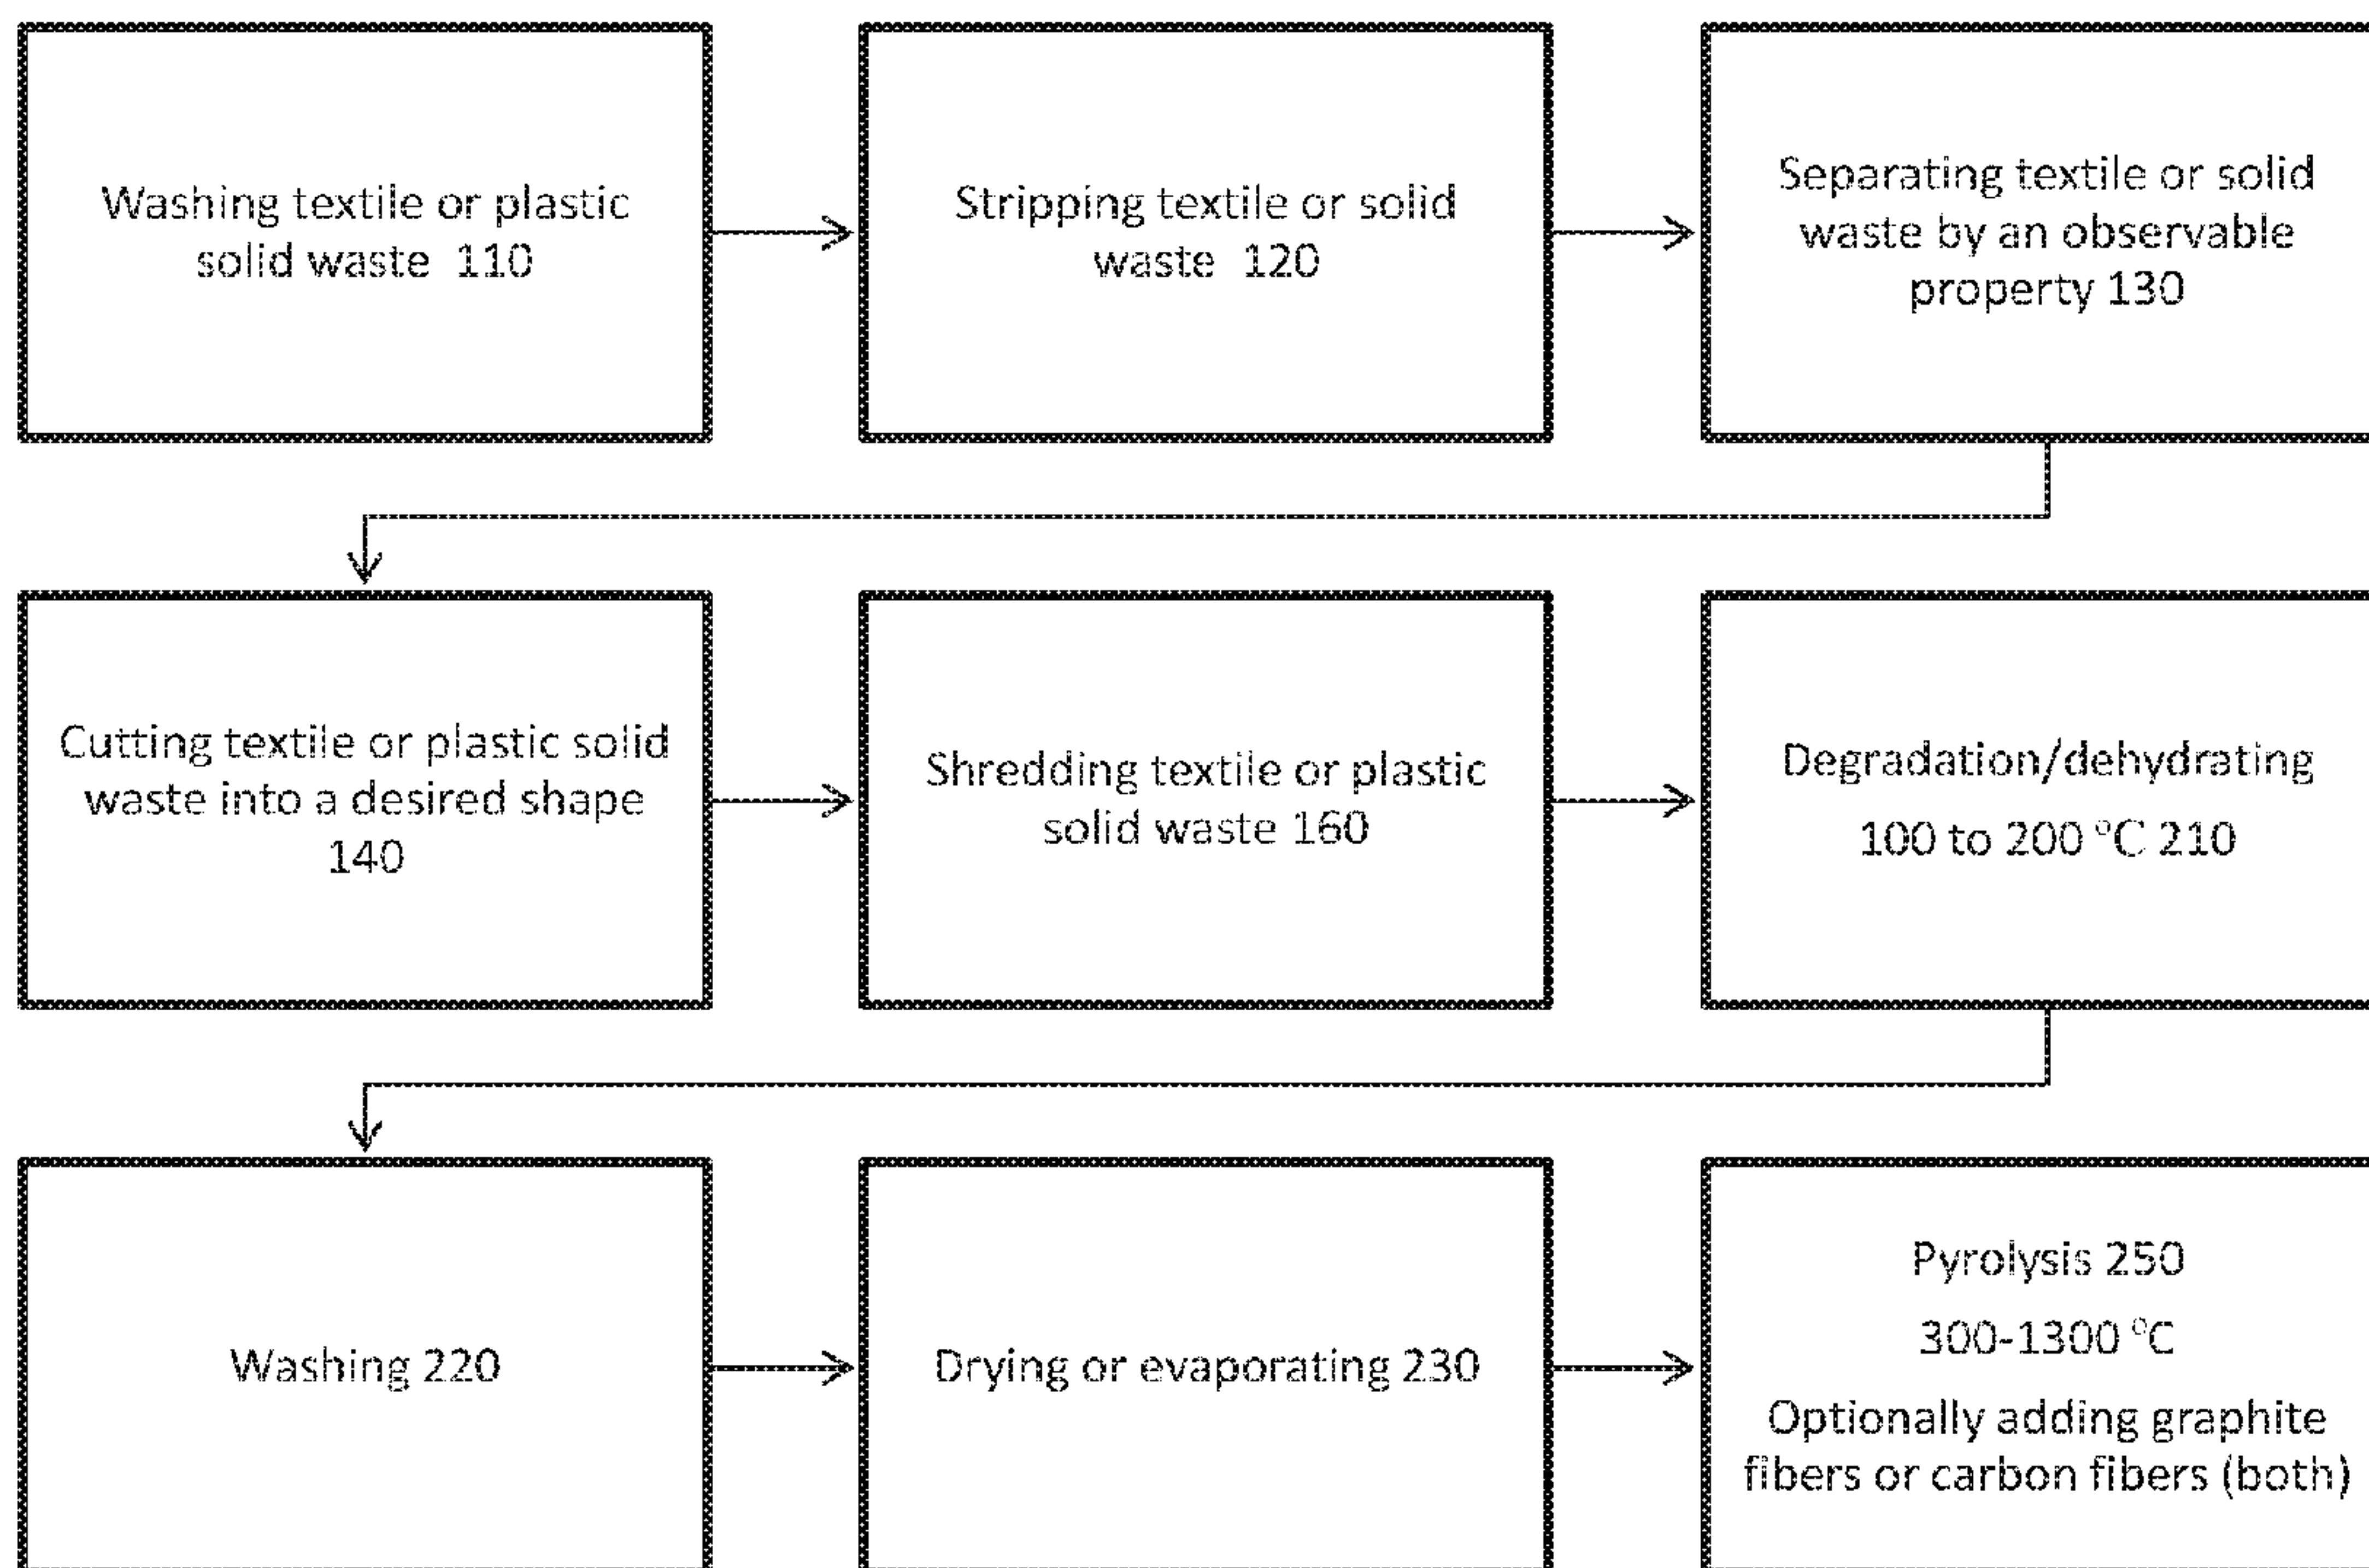 Washing textile or plastic
solid waste 110
Stripping textile or solid
waste 120
Separating textile or solid
waste by an observable
property 130
Cutting textile or plastic solid
waste into a desired shape
140
Shredding textile or plastic
solid waste 160
Degradation/dehydrating
100 to 200 °C 210
Washing 220
Drying or evaporating 230
Pyrolysis 250
300-1300 °C
Optionally adding graphite
fibers or carbon fibers (both)